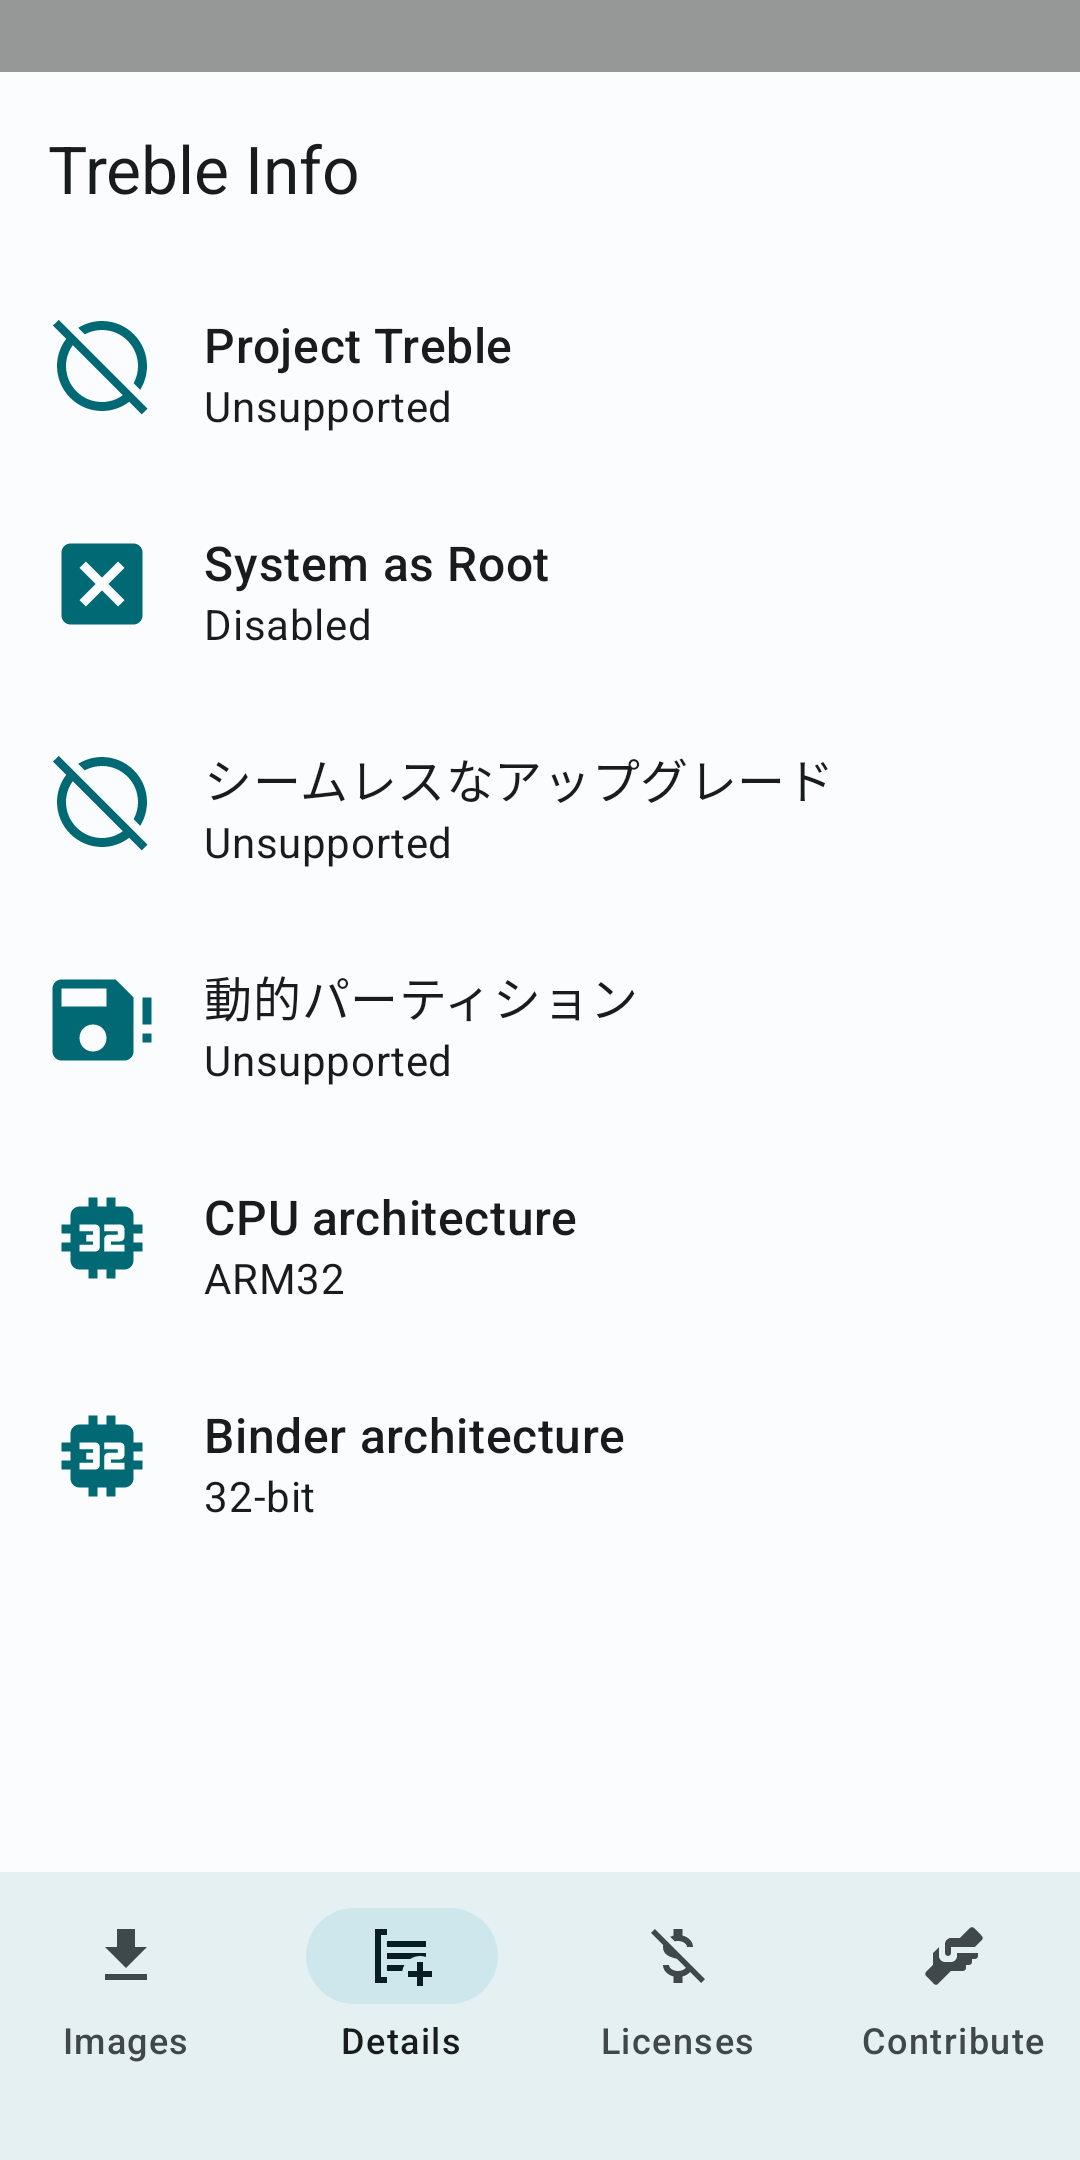 Treble Info
Project Treble
Unsupported
System as Root
Disabled
シームレスなアップグレード
Unsupported
動的パーティション
Unsupported
32
CPU architecture
ARM32
32
Binder architecture
32-bit
Images
Details
Licenses
Contribute